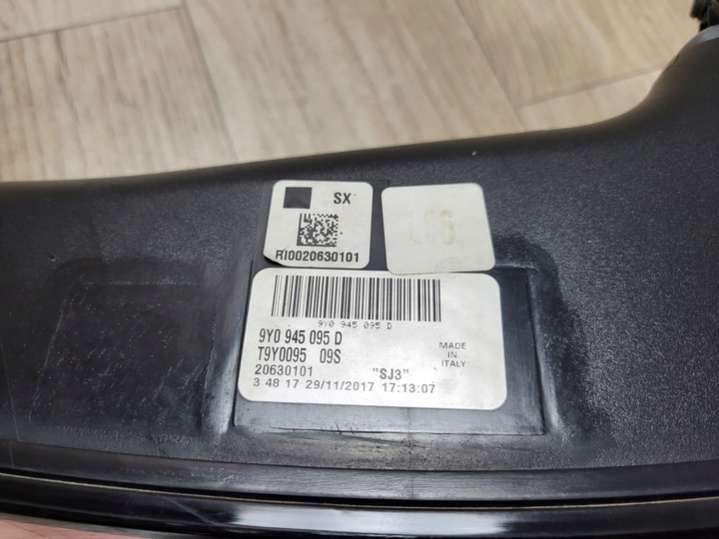 SX
RI0020630101
9Y0 945 095 D
9Y0 945 095 D
T9Y0095 09S
20630101 "SJ3"
3 48 17 29/11/2017 17:13:07
MADE
IN
ITALY